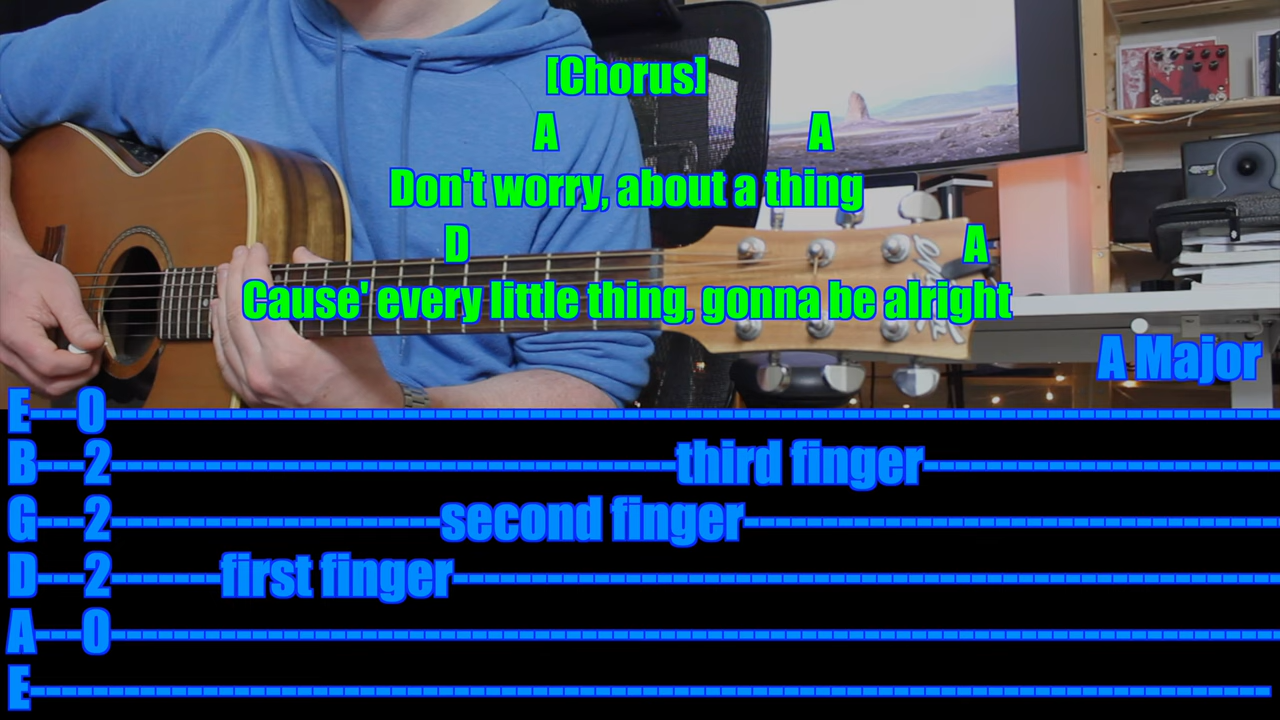 [Chorus]
A A
Don't worry, about a thing
D A
Cause' every little thing, gonna be alright
A Major
E---0------------------------------------------------------------------------
B---2------------------------------------third finger-----------------------
G---2---------------------second finger-----------------------------------
D---2-------first finger-----------------------------------------------------
A---0------------------------------------------------------------------------
E-------------------------------------------------------------------------------